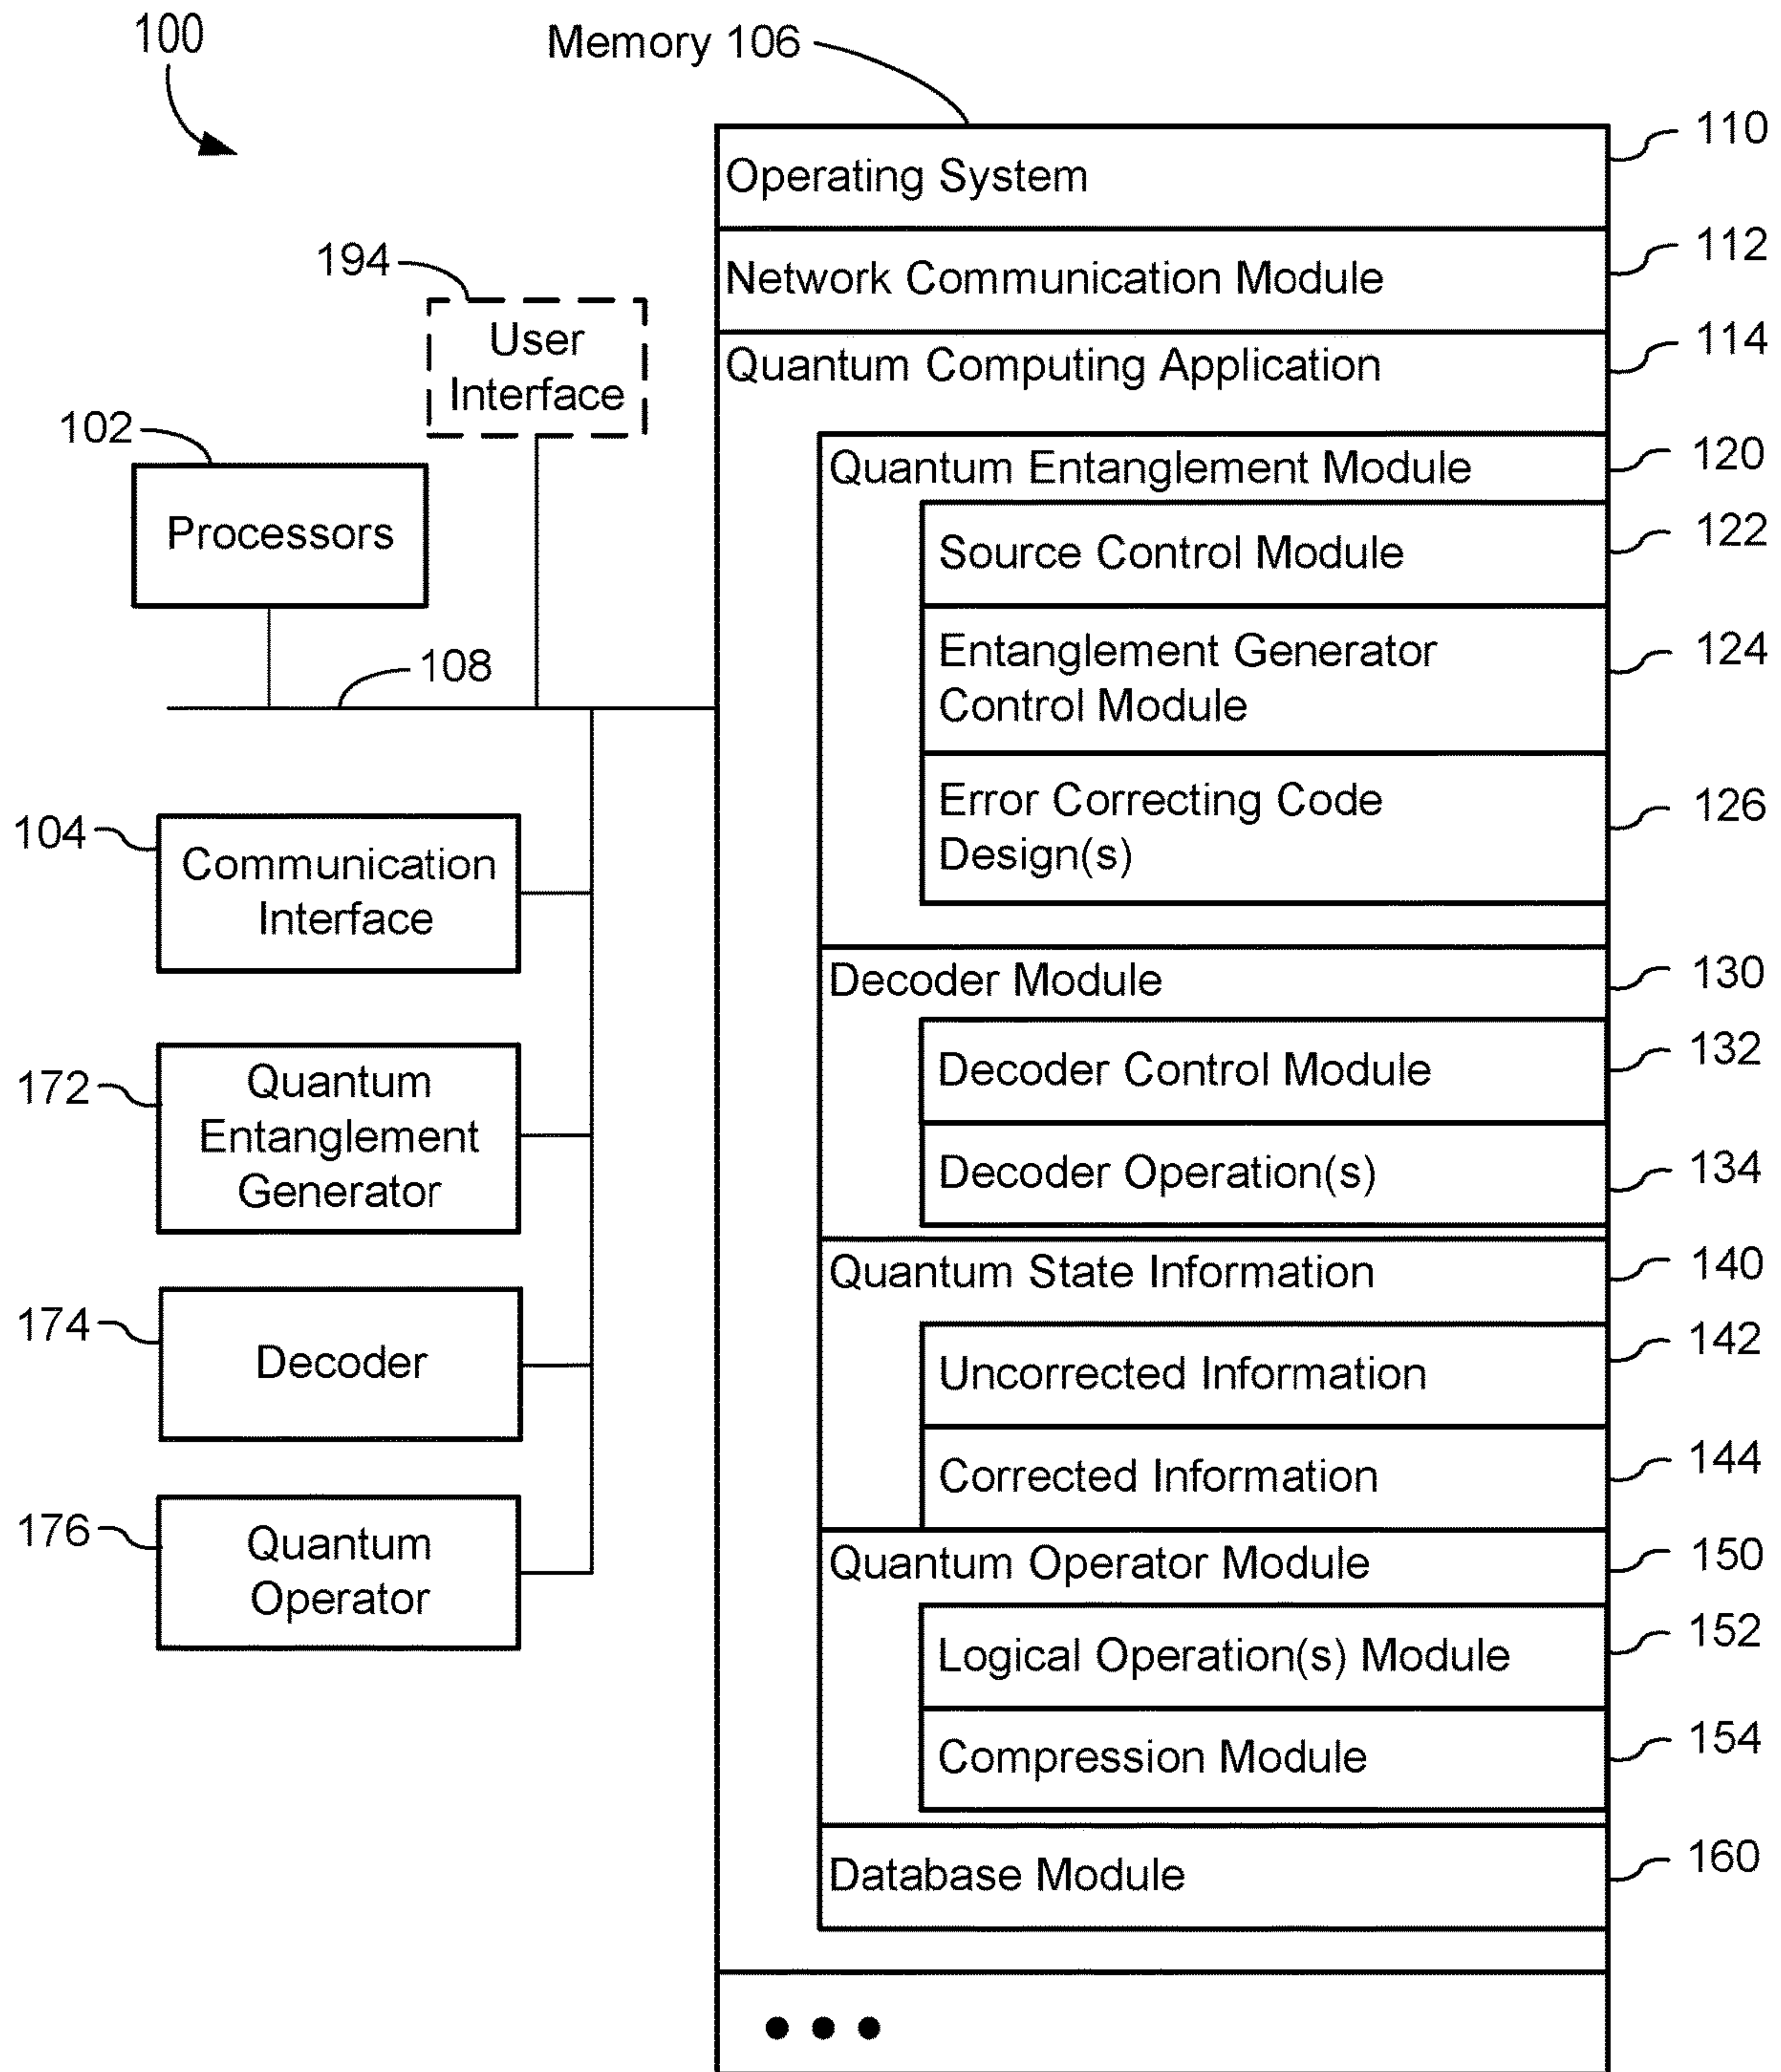 100
Memory 106
110
Operating System
112
Network Communication Module
194
User
Interface
114
Quantum Computing Application
102
Processors
120
Quantum Entanglement Module
122
Source Control Module
108
124
Entanglement Generator
Control Module
126
Error Correcting Code
Design(s)
104
Communication
Interface
130
Decoder Module
132
Decoder Control Module
172
Quantum
Entanglement
Generator
134
Decoder Operation(s)
140
Quantum State Information
174
Decoder
142
Uncorrected Information
144
Corrected Information
176
Quantum
Operator
150
Quantum Operator Module
152
Logical Operation(s) Module
154
Compression Module
160
Database Module